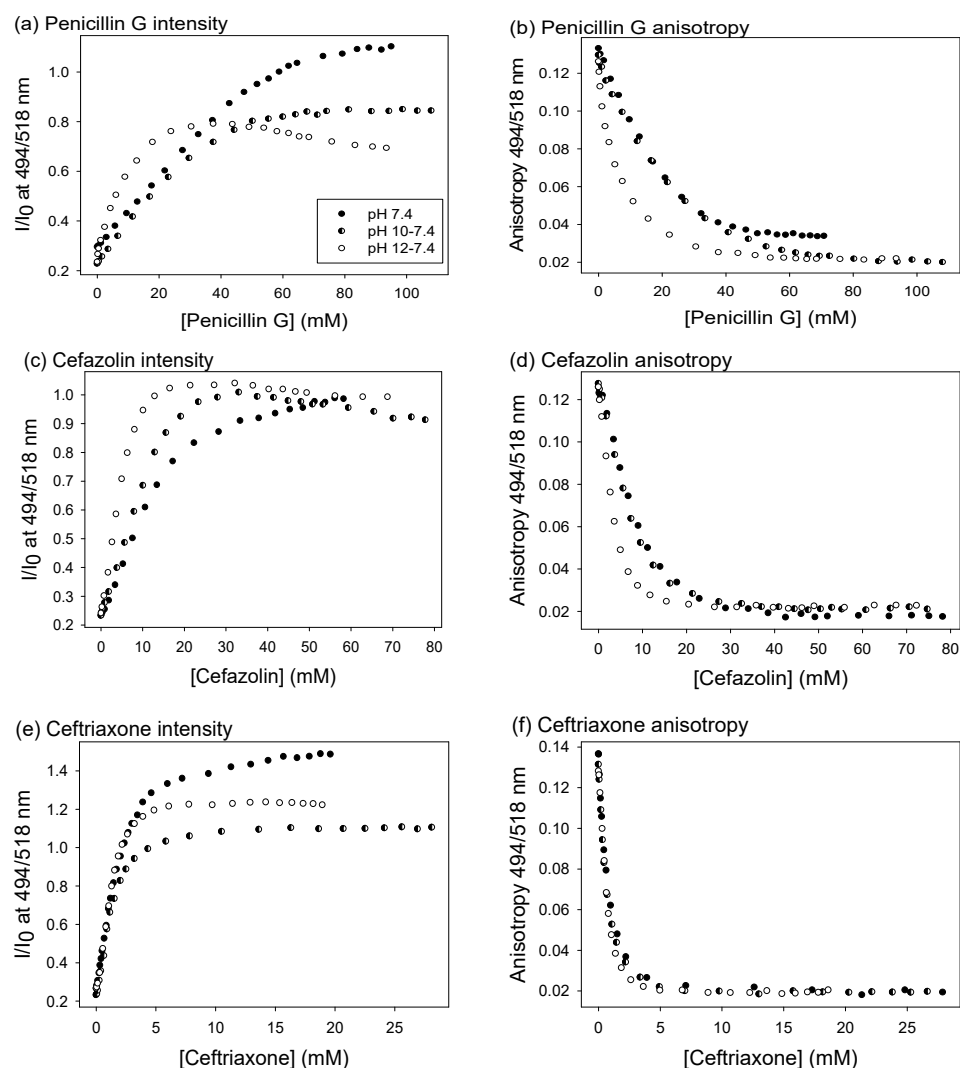 (a) Penicillin G intensity
I/I0 at 494/518 nm
1.0
0.8
0.6
0.4
0.2
pH 7.4
pH 10-7.4
pH 12-7.4
0 20 40 60 80 100
[Penicillin G] (mM)
(b) Penicillin G anisotropy
Anisotropy 494/518 nm
0.12
0.10
0.08
0.06
0.04
0.02
0 20 40 60 80 100
[Penicillin G] (mM)
(c) Cefazolin intensity
I/I0 at 494/518 nm
1.0
0.9
0.8
0.7
0.6
0.5
0.4
0.3
0.2
0 10 20 30 40 50 60 70 80
[Cefazolin] (mM)
(d) Cefazolin anisotropy
Anisotropy 494/518 nm
0.12
0.10
0.08
0.06
0.04
0.02
0 10 20 30 40 50 60 70 80
[Cefazolin] (mM)
(e) Ceftriaxone intensity
I/I0 at 494/518 nm
1.4
1.2
1.0
0.8
0.6
0.4
0.2
0 5 10 15 20 25
[Ceftriaxone] (mM)
(f) Ceftriaxone anisotropy
Anisotropy 494/518 nm
0.14
0.12
0.10
0.08
0.06
0.04
0.02
0 5 10 15 20 25
[Ceftriaxone] (mM)